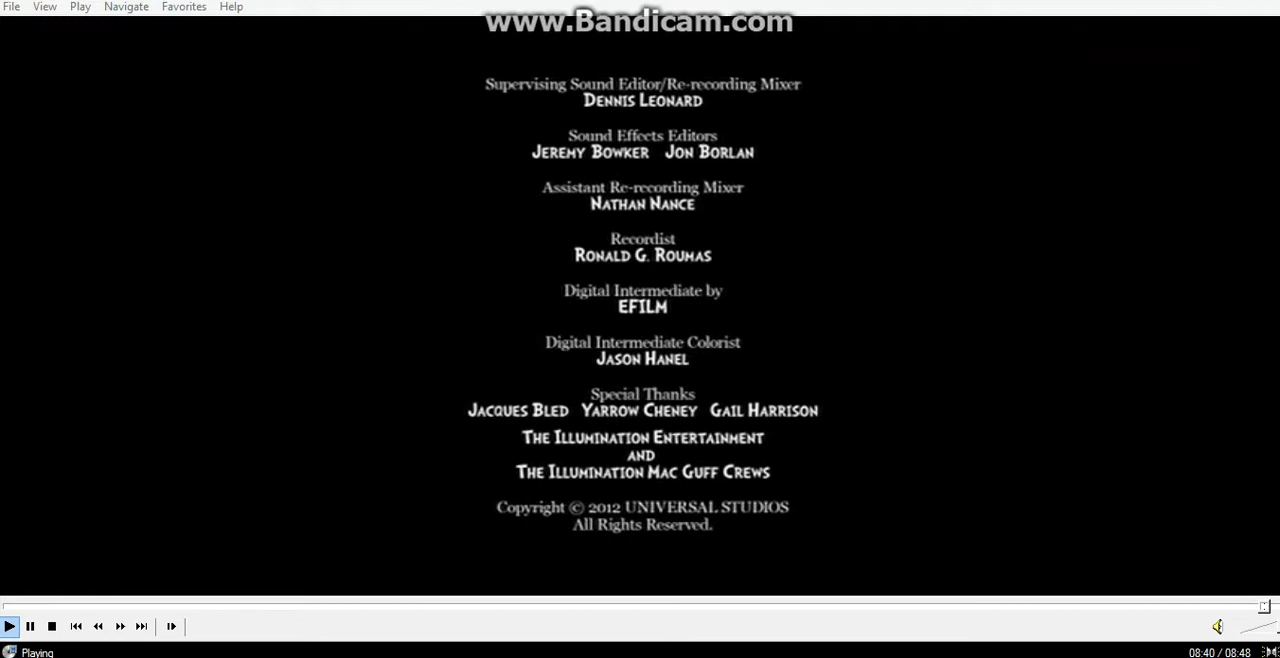 File View Play Navigate Favorites Help
www.Bandicam.com
Supervising Sound Editor/Re-recording Mixer
DENNIS LEONARD
Sound Effects Editors
JEREMY BOWKER JON BORLAN
Assistant Re-recording Mixer
NATHAN NANCE
Recordist
RONALD G. ROUMAS
Digital Intermediate by
EFILM
Digital Intermediate Colorist
JASON HANEL
Special Thanks
JACQUES BLED YARROW CHENEY GAIL HARRISON
THE ILLUMINATION ENTERTAINMENT
AND
THE ILLUMINATION MAC GUFF CREWS
Copyright © 2012 UNIVERSAL STUDIOS
All Rights Reserved.
Playing 08:40 / 08:48